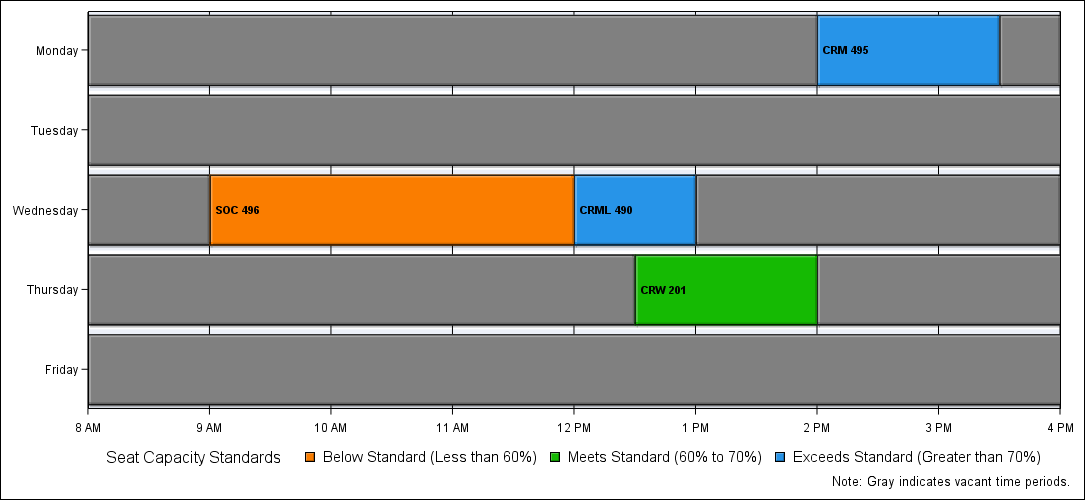 Monday
CRM 495
Tuesday
Wednesday
SOC 496
CRML 490
Thursday
CRW 201
Friday
8 AM 9 AM 10 AM 11 AM 12 PM 1 PM 2 PM 3 PM 4 PM
Seat Capacity Standards Below Standard (Less than 60%) Meets Standard (60% to 70%) Exceeds Standard (Greater than 70%)
Note: Gray indicates vacant time periods.